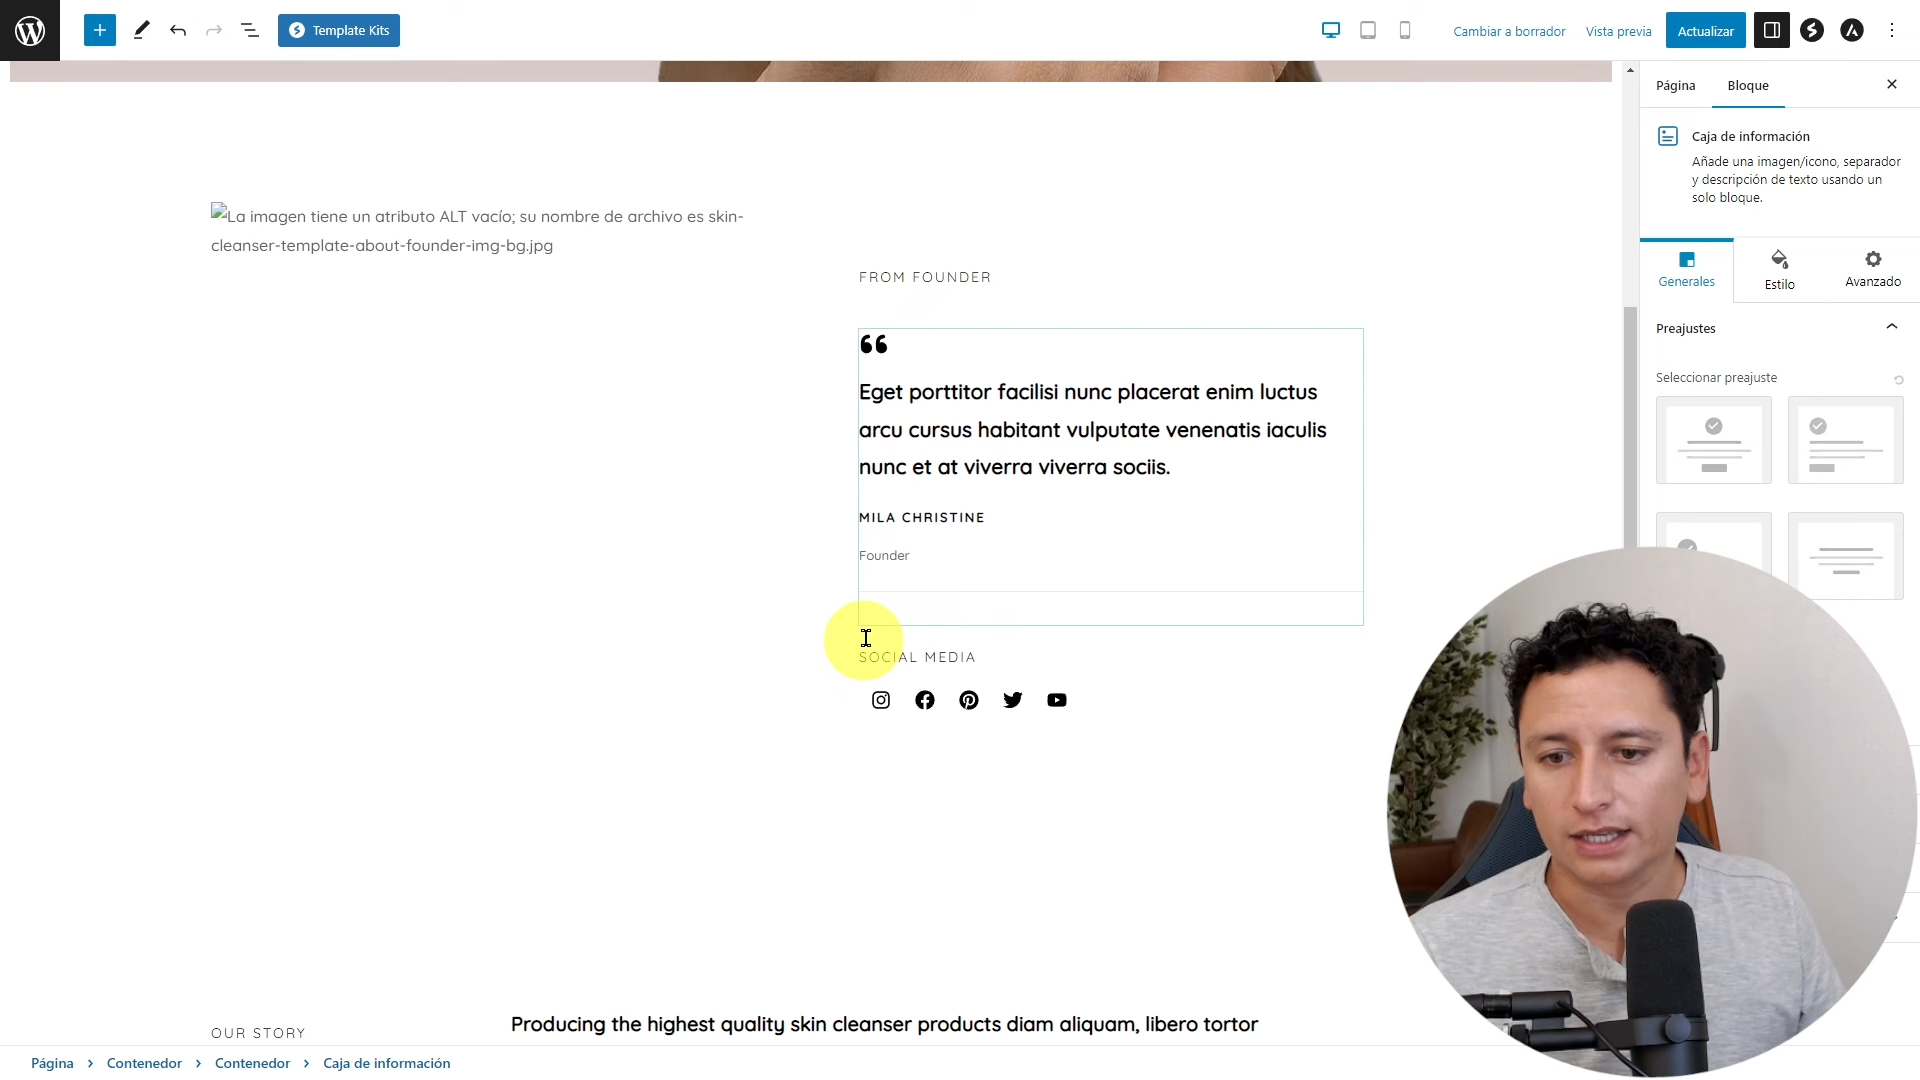 Template Kits
Cambiar a borrador
Vista previa
Actualizar
Página
Bloque
Caja de información
Añade una imagen/icono, separador
y descripción de texto usando un
solo bloque.
Generales
Estilo
Avanzado
Preajustes
Seleccionar preajuste
La imagen tiene un atributo ALT vacío; su nombre de archivo es skin-
cleanser-template-about-founder-img-bg.jpg
FROM FOUNDER
Eget porttitor facilisi nunc placerat enim luctus
arcu cursus habitant vulputate venenatis iaculis
nunc et at viverra viverra sociis.
MILA CHRISTINE
Founder
SOCIAL MEDIA
OUR STORY
Producing the highest quality skin cleanser products diam aliquam, libero tortor
Página > Contenedor > Contenedor > Caja de información